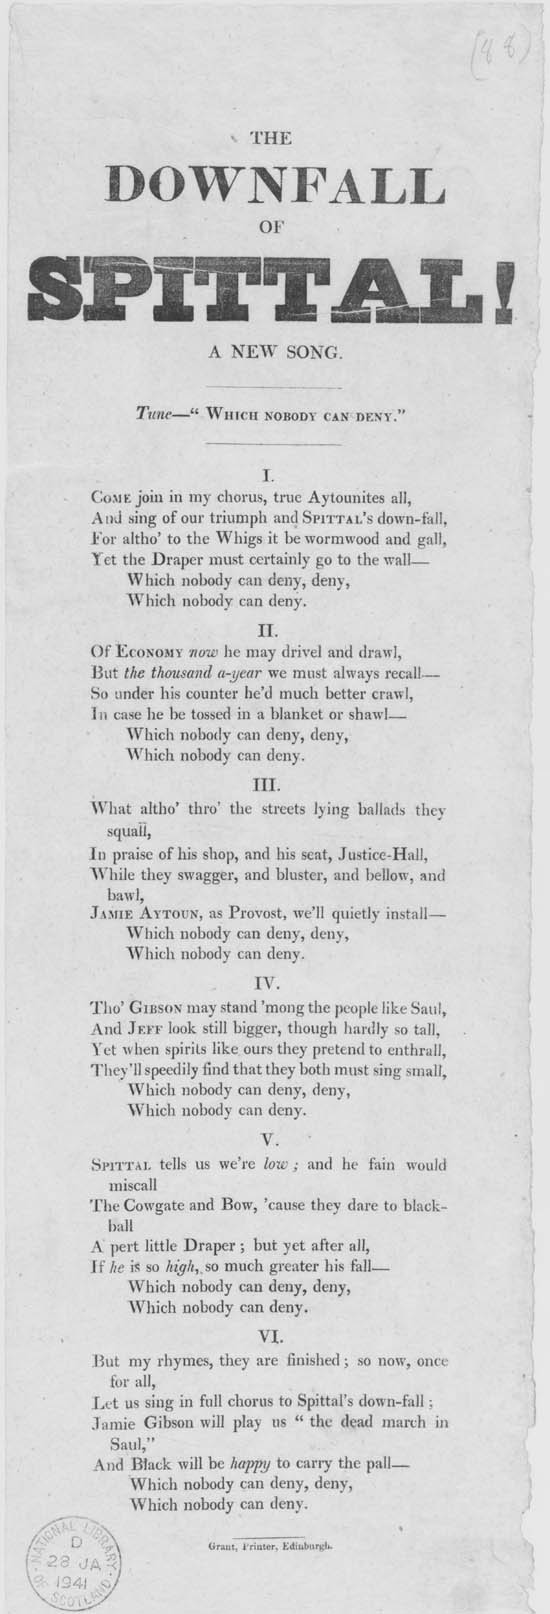 (88)
THE
DOWNFALL
OF
SPITTAL!
A NEW SONG.
Tune—“ WHICH NOBODY CAN DENY.”
I.
COME join in my chorus, true Aytounites all,
And sing of our triumph and SPITTAL's down-fall,
For altho' to the Whigs it be wormwood and gall,
Yet the Draper must certainly go to the wall—
Which nobody can deny, deny,
Which nobody can deny.
II.
Of ECONOMY now he may drivel and drawl,
But the thousand a-year we must always recall—
So under his counter he'd much better crawl,
In case he be tossed in a blanket or shawl—
Which nobody can deny, deny,
Which nobody can deny.
III.
What altho' thro' the streets lying ballads they
squall,
In praise of his shop, and his seat, Justice-Hall,
While they swagger, and bluster, and bellow, and
bawl,
JAMIE AYTOUN, as Provost, we'll quietly install—
Which nobody can deny, deny,
Which nobody can deny.
IV.
Tho' GIBSON may stand 'mong the people like Saul,
And JEFF look still bigger, though hardly so tall,
Yet when spirits like ours they pretend to enthrall,
They'll speedily find that they both must sing small,
Which nobody can deny, deny,
Which nobody can deny.
V.
SPITTAL tells us we're low; and he fain would
miscall
The Cowgate and Bow, 'cause they dare to black-
ball
A pert little Draper; but yet after all,
If he is so high, so much greater his fall—
Which nobody can deny, deny,
Which nobody can deny.
VI.
But my rhymes, they are finished; so now, once
for all,
Let us sing in full chorus to Spittal's down-fall;
Jamie Gibson will play us “ the dead march in
Saul,”
And Black will be happy to carry the pall—
Which nobody can deny, deny,
Which nobody can deny.
Grant, Printer, Edinburgh.
NATIONAL LIBRARY
D
28 JA
1941
OF SCOTLAND